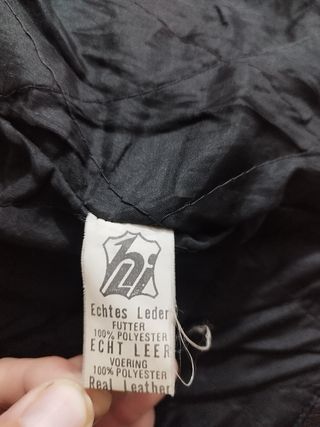 hi
Echtes Leder
FUTTER
100% POLYESTER
ECHT LEER
VOERING
100% POLYESTER
Real Leather